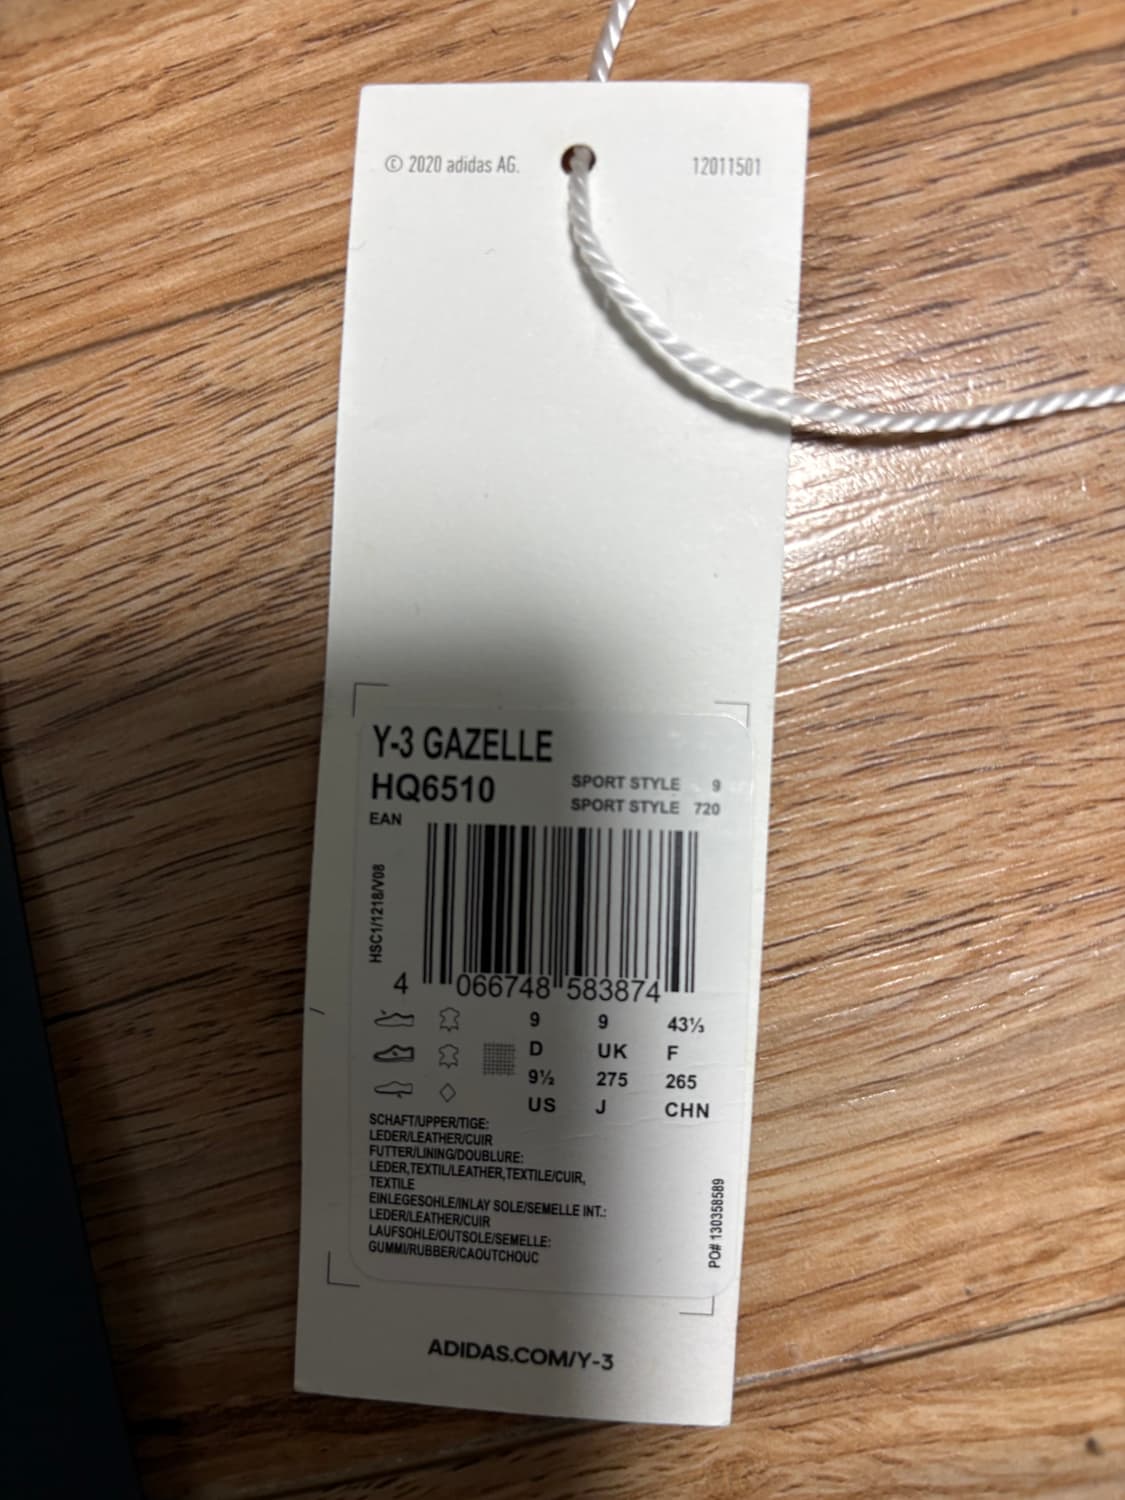 © 2020 adidas AG. 12011501
Y-3 GAZELLE
HQ6510
SPORT STYLE 9
SPORT STYLE 720
EAN
HSC1/1218/V08
4 066748 583874
9 9 43⅓
D UK F
9½ 275 265
US J CHN
SCHAFT/UPPER/TIGE:
LEDER/LEATHER/CUIR
FUTTER/LINING/DOUBLURE:
LEDER,TEXTIL/LEATHER,TEXTILE/CUIR,
TEXTILE
EINLEGESOHLE/INLAY SOLE/SEMELLE INT.:
LEDER/LEATHER/CUIR
LAUFSOHLE/OUTSOLE/SEMELLE:
GUMMI/RUBBER/CAOUTCHOUC
PO# 130358589
ADIDAS.COM/Y-3